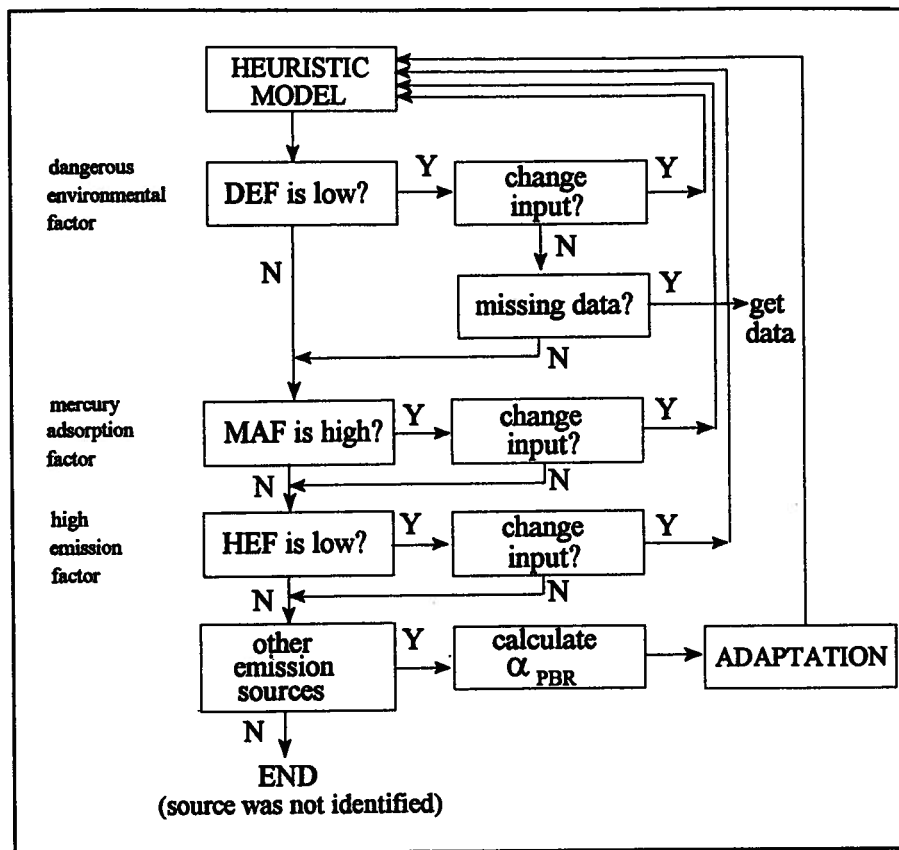 HEURISTIC
MODEL
dangerous
environmental
factor
DEF is low?
Y
change
input?
Y
N
N
missing data?
Y
get
data
N
mercury
adsorption
factor
MAF is high?
Y
change
input?
Y
N
N
high
emission
factor
HEF is low?
Y
change
input?
Y
N
N
other
emission
sources
Y
calculate
α PBR
ADAPTATION
N
END
(source was not identified)